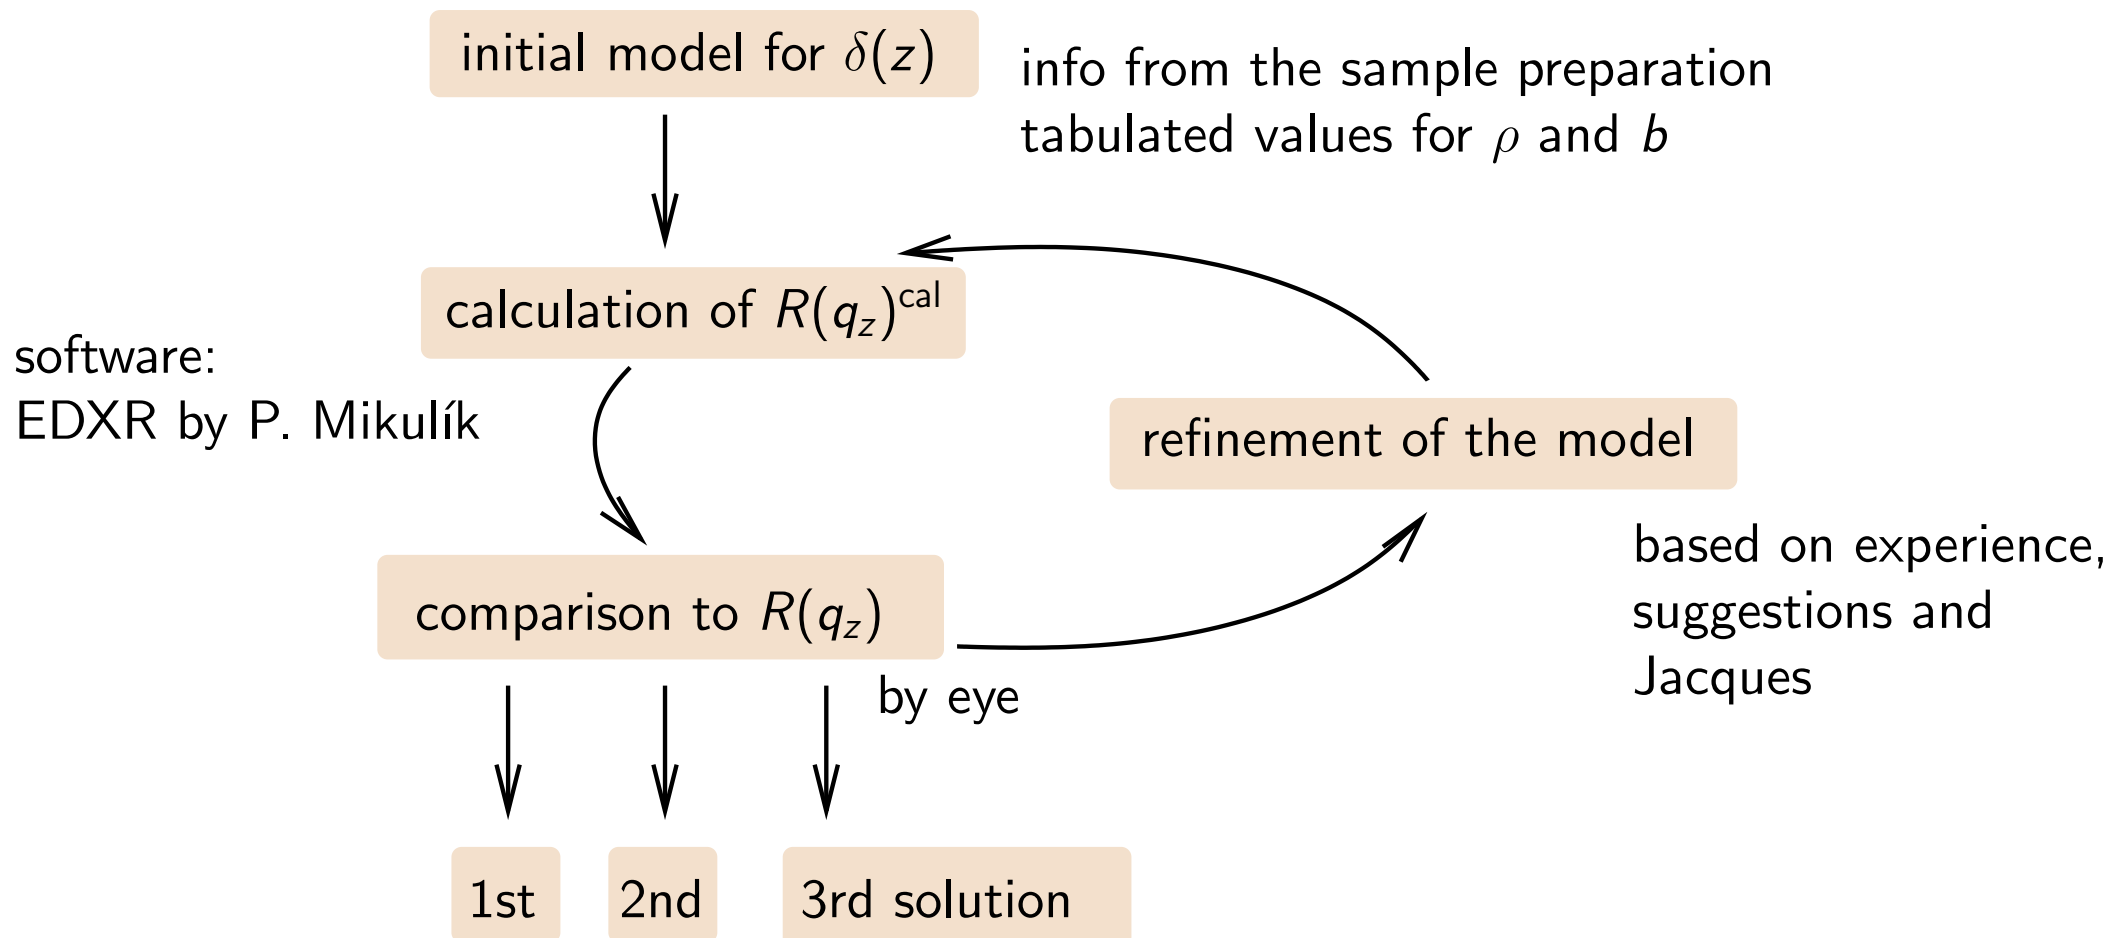 initial model for δ(z)
info from the sample preparation
tabulated values for ρ and b
calculation of R(q_z)^cal
software:
EDXR by P. Mikulík
refinement of the model
based on experience,
suggestions and
Jacques
comparison to R(q_z)
by eye
1st
2nd
3rd solution